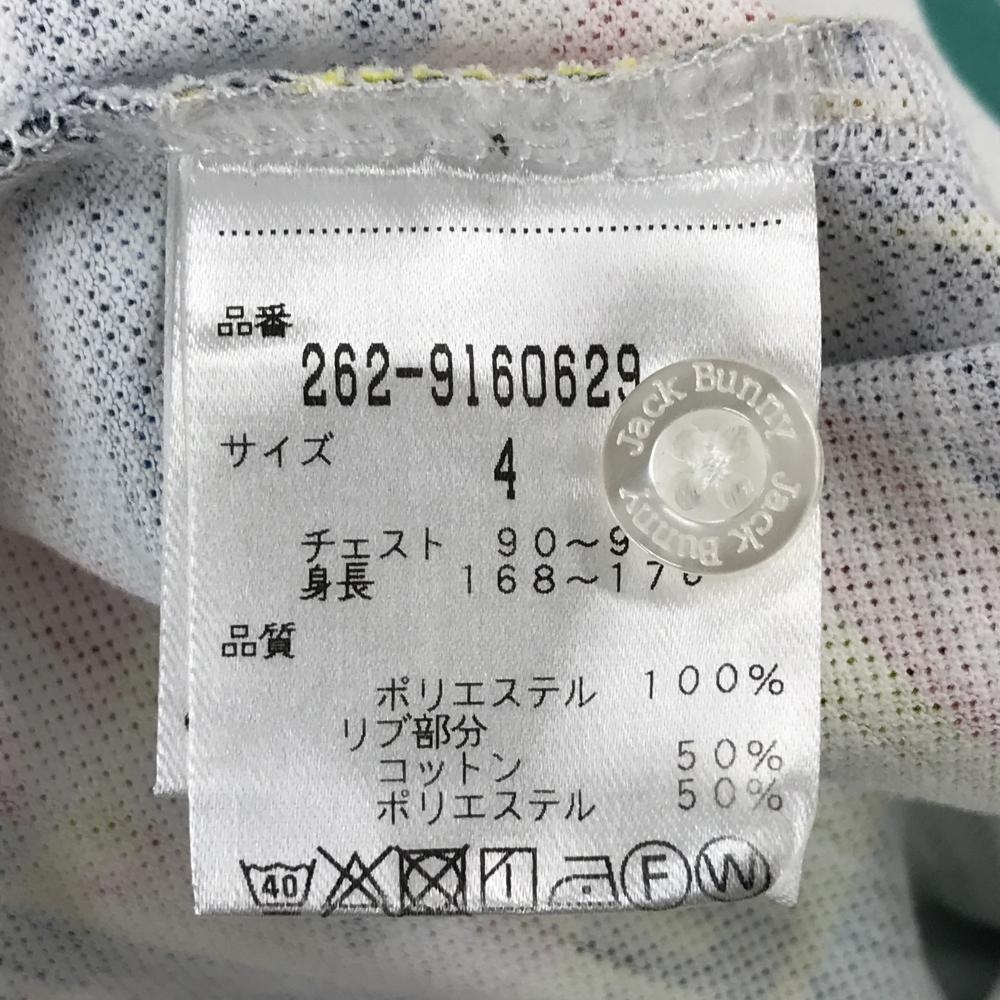 品番
262-9160629
サイズ
4
チェスト 90～9
身長 168～17
品質
ポリエステル 100%
リブ部分
コットン 50%
ポリエステル 50%
40 F W
Jack Bunny
Jack Bunny